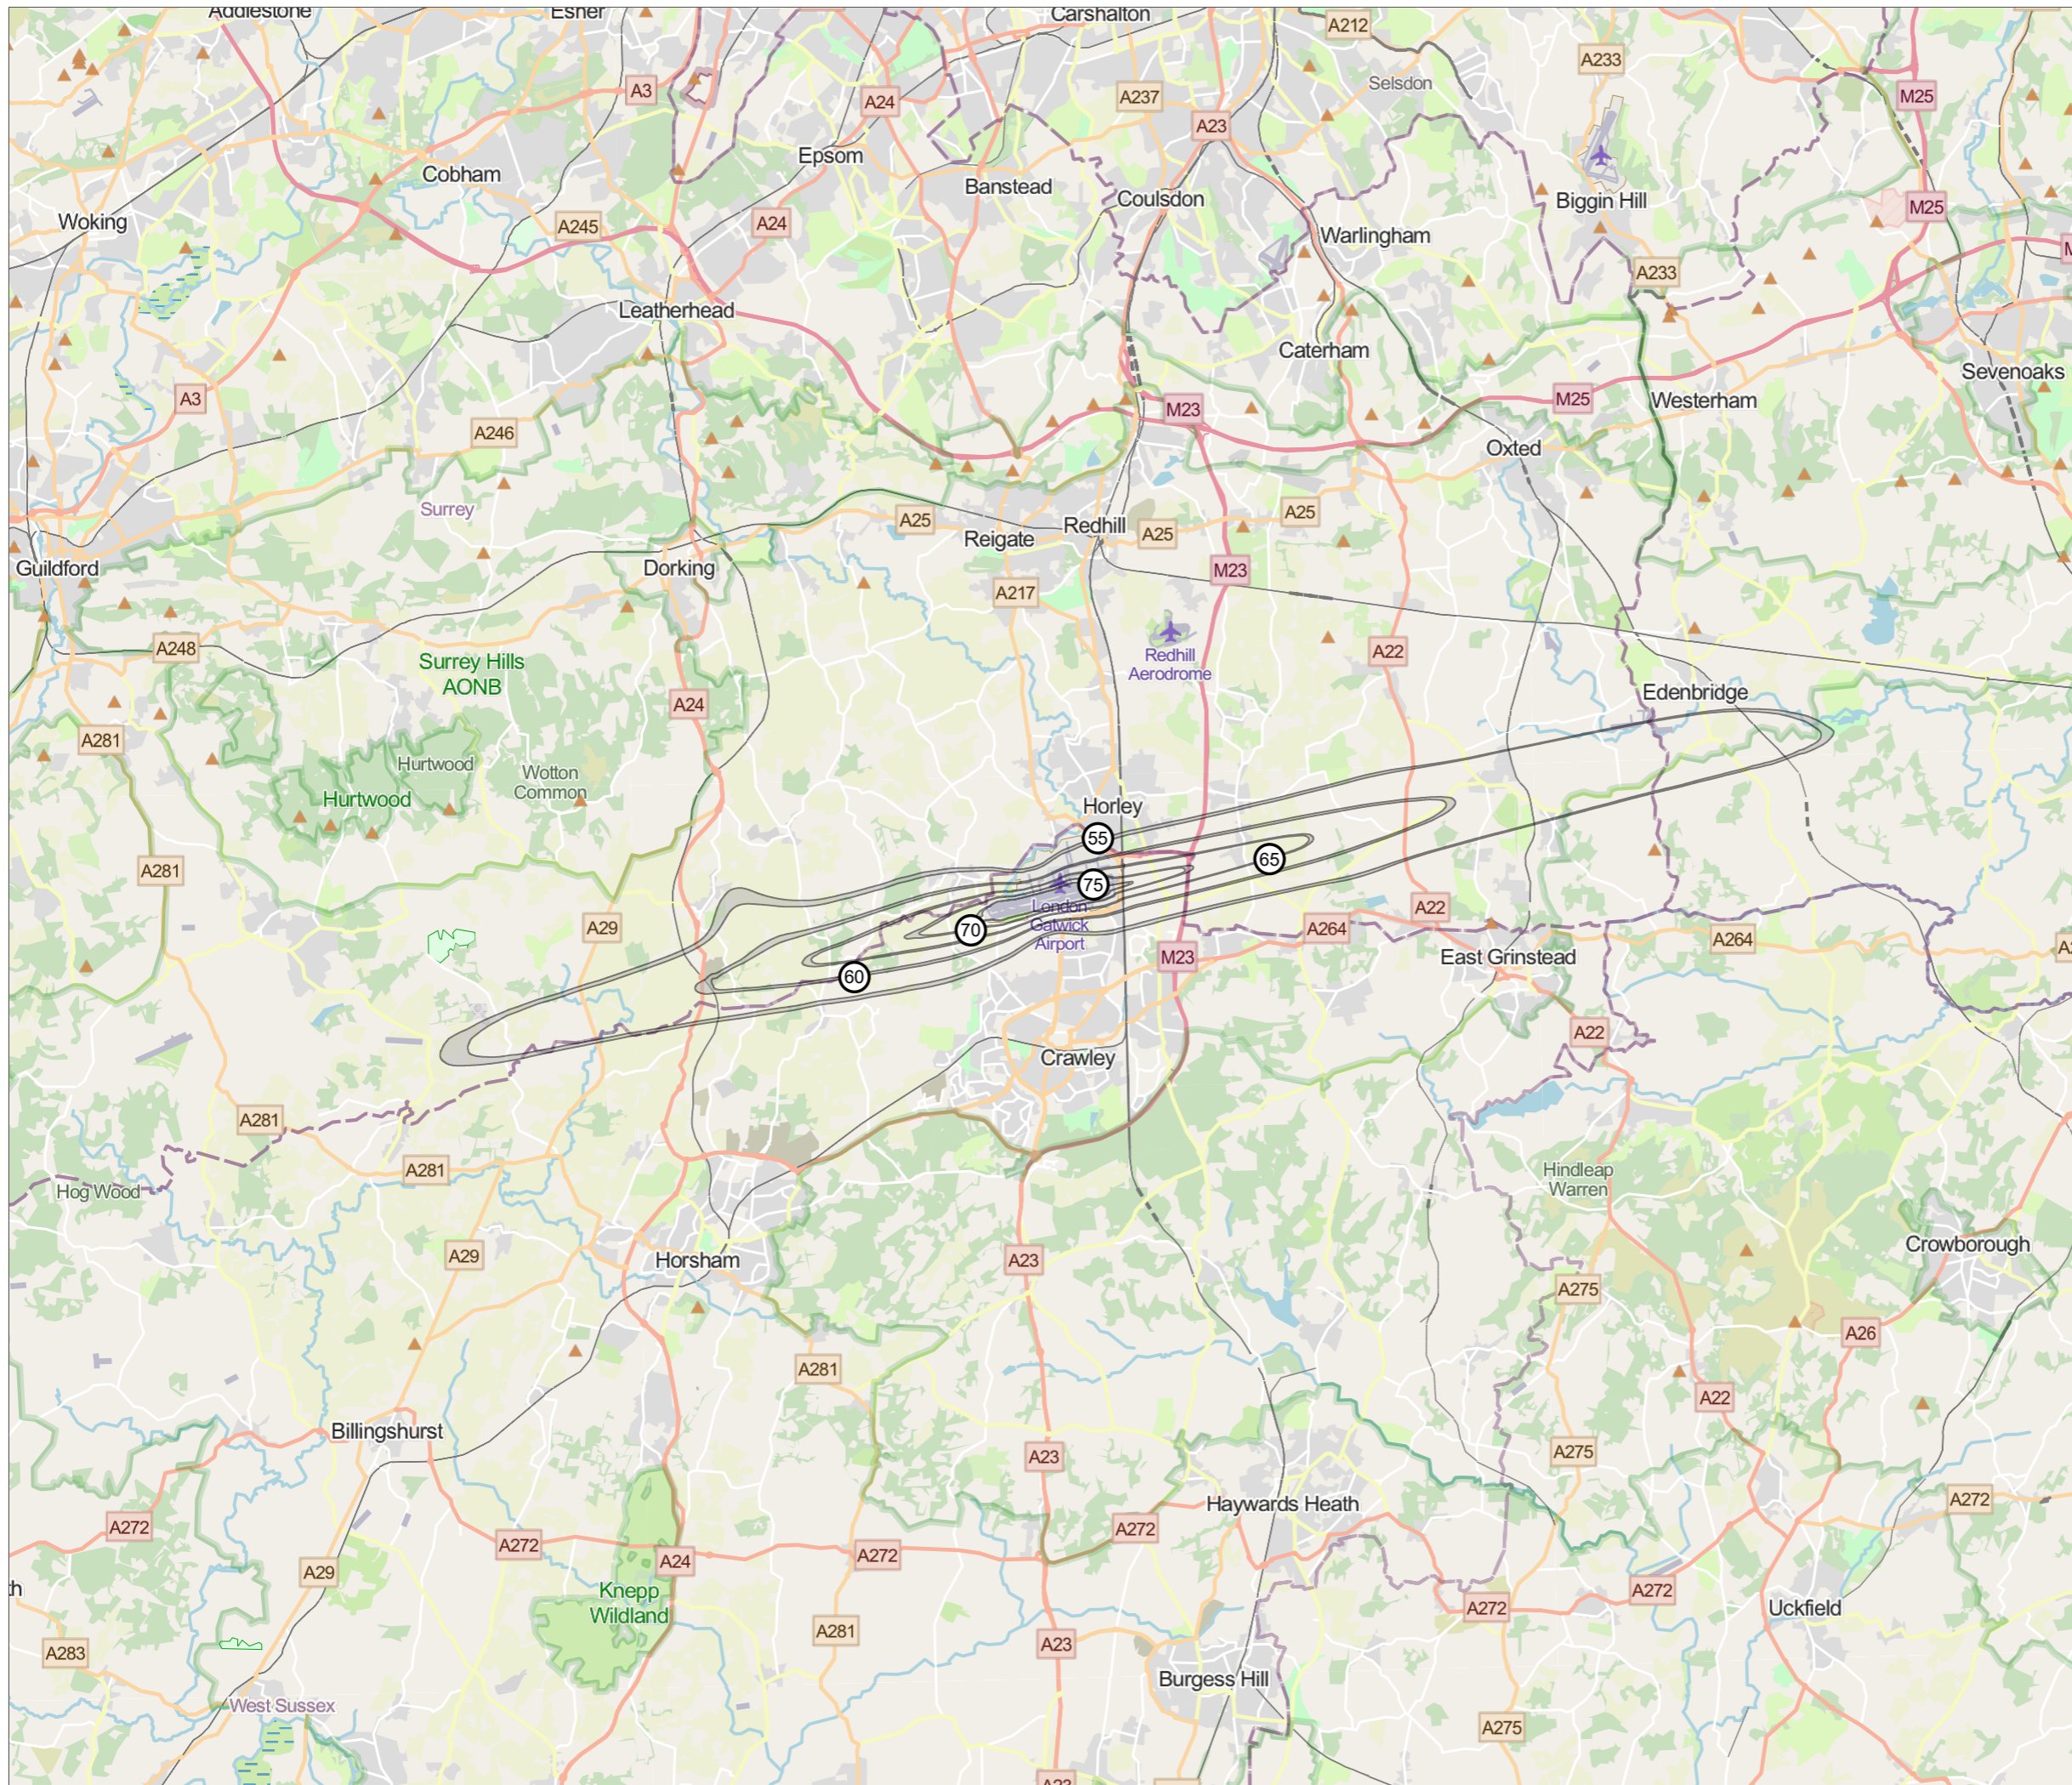 Addlestone
Esher
Carshalton
A212
A233
Selsdon
A3
A24
A237
M25
A23
Epsom
Cobham
Banstead
Coulsdon
Biggin Hill
M25
Woking
A245
A24
Warlingham
A233
Leatherhead
Caterham
Sevenoaks
A3
M23
M25
Westerham
A246
Oxted
Surrey
A25
Redhill
A25
A25
Reigate
Guildford
Dorking
M23
A217
A248
Surrey Hills
AONB
Redhill
Aerodrome
A22
Edenbridge
A24
A281
Hurtwood
Wotton
Common
Hurtwood
Horley
55
65
A281
75
London
Gatwick
Airport
70
A29
A22
A264
A264
M23
East Grinstead
60
A22
Crawley
A281
A281
Hindleap
Warren
Hog Wood
A29
Horsham
A23
Crowborough
A275
A26
A281
A22
Billingshurst
A23
A275
A272
Haywards Heath
A272
A272
A272
A272
A24
A29
Knepp
Wildland
A272
A272
Uckfield
A281
A23
A283
Burgess Hill
West Sussex
A275
A23